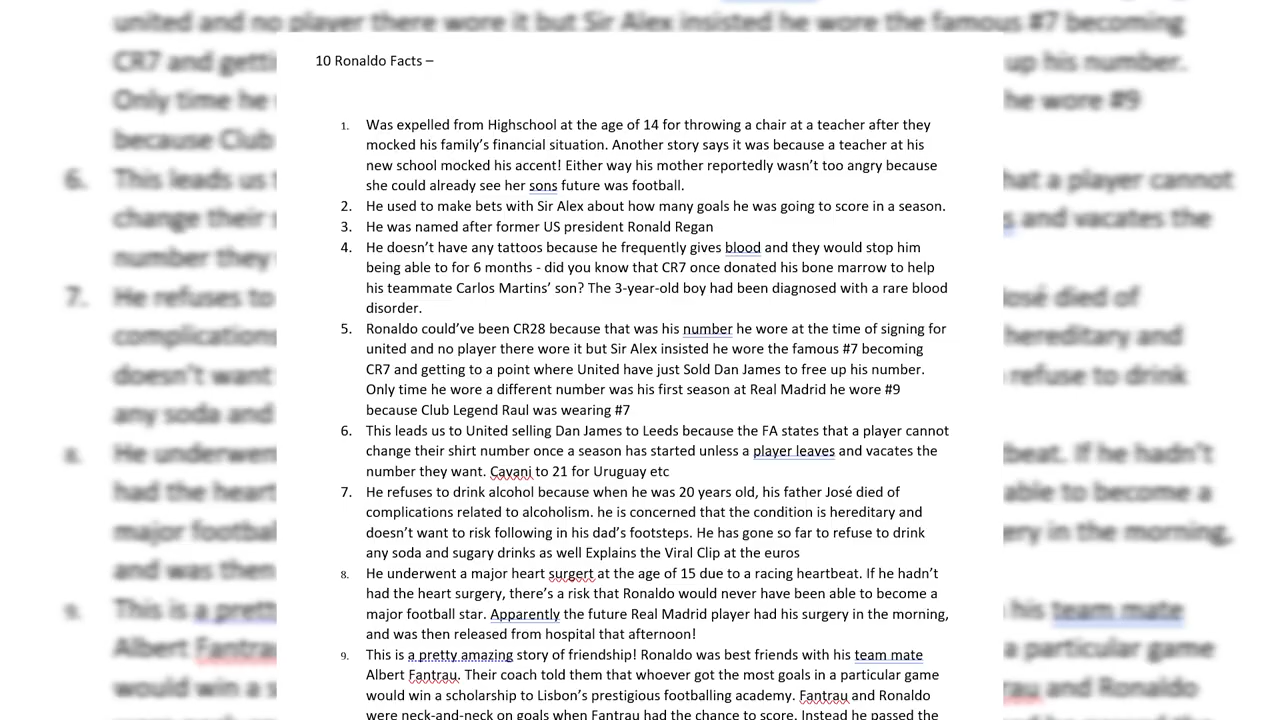 10 Ronaldo Facts –
1. Was expelled from Highschool at the age of 14 for throwing a chair at a teacher after they
mocked his family's financial situation. Another story says it was because a teacher at his
new school mocked his accent! Either way his mother reportedly wasn't too angry because
she could already see her sons future was football.
2. He used to make bets with Sir Alex about how many goals he was going to score in a season.
3. He was named after former US president Ronald Regan
4. He doesn't have any tattoos because he frequently gives blood and they would stop him
being able to for 6 months - did you know that CR7 once donated his bone marrow to help
his teammate Carlos Martins' son? The 3-year-old boy had been diagnosed with a rare blood
disorder.
5. Ronaldo could've been CR28 because that was his number he wore at the time of signing for
united and no player there wore it but Sir Alex insisted he wore the famous #7 becoming
CR7 and getting to a point where United have just Sold Dan James to free up his number.
Only time he wore a different number was his first season at Real Madrid he wore #9
because Club Legend Raul was wearing #7
6. This leads us to United selling Dan James to Leeds because the FA states that a player cannot
change their shirt number once a season has started unless a player leaves and vacates the
number they want. Cavani to 21 for Uruguay etc
7. He refuses to drink alcohol because when he was 20 years old, his father José died of
complications related to alcoholism. he is concerned that the condition is hereditary and
doesn't want to risk following in his dad's footsteps. He has gone so far to refuse to drink
any soda and sugary drinks as well Explains the Viral Clip at the euros
8. He underwent a major heart surgert at the age of 15 due to a racing heartbeat. If he hadn't
had the heart surgery, there's a risk that Ronaldo would never have been able to become a
major football star. Apparently the future Real Madrid player had his surgery in the morning,
and was then released from hospital that afternoon!
9. This is a pretty amazing story of friendship! Ronaldo was best friends with his team mate
Albert Fantrau. Their coach told them that whoever got the most goals in a particular game
would win a scholarship to Lisbon's prestigious footballing academy. Fantrau and Ronaldo
were neck-and-neck on goals when Fantrau had the chance to score. Instead he passed the